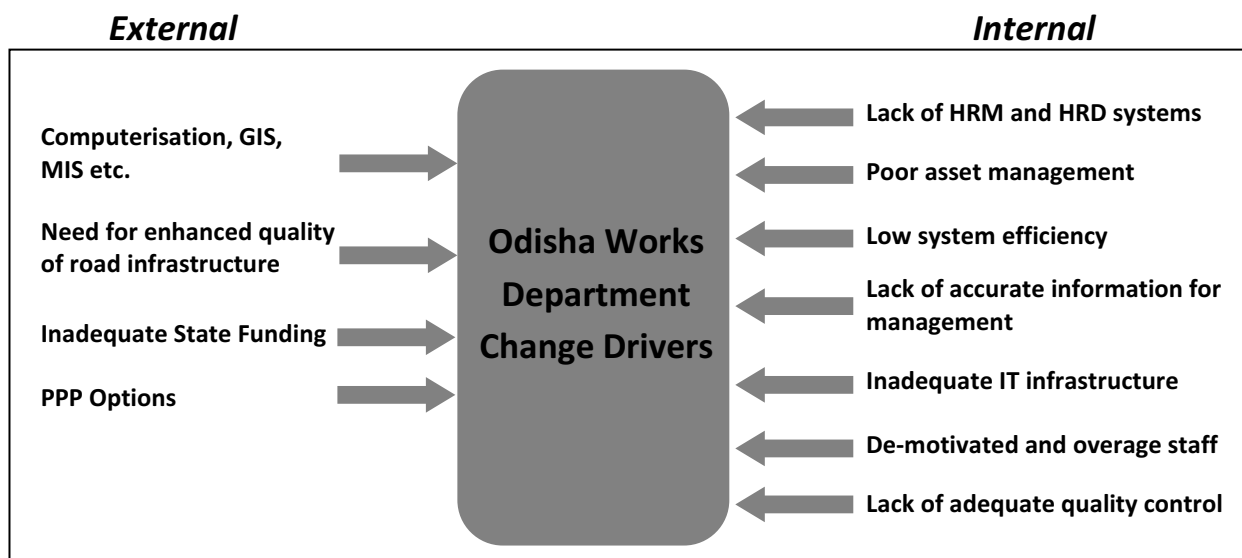 External
Internal
Computerisation, GIS,
MIS etc.
Need for enhanced quality
of road infrastructure
Inadequate State Funding
PPP Options
Odisha Works
Department
Change Drivers
Lack of HRM and HRD systems
Poor asset management
Low system efficiency
Lack of accurate information for
management
Inadequate IT infrastructure
De-motivated and overage staff
Lack of adequate quality control